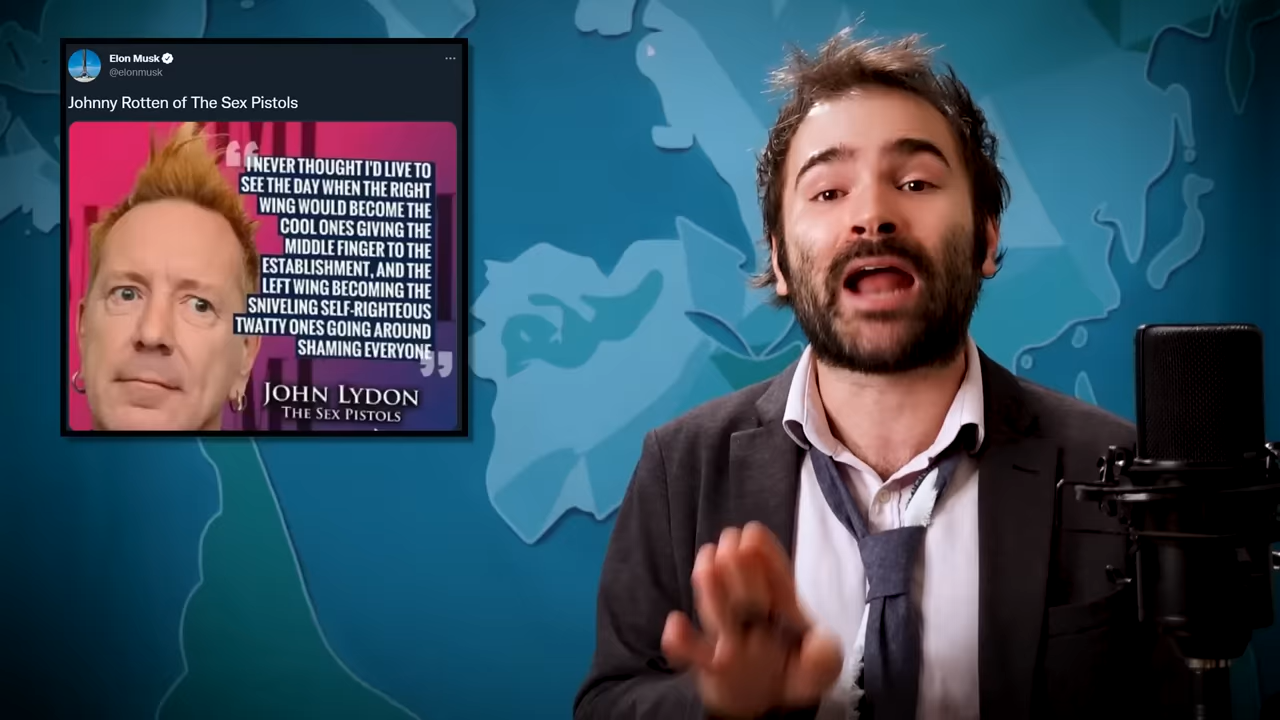 Elon Musk
@elonmusk
Johnny Rotten of The Sex Pistols
“I NEVER THOUGHT I'D LIVE TO
SEE THE DAY WHEN THE RIGHT
WING WOULD BECOME THE
COOL ONES GIVING THE
MIDDLE FINGER TO THE
ESTABLISHMENT, AND THE
LEFT WING BECOMING THE
SNIVELING SELF-RIGHTEOUS
TWATTY ONES GOING AROUND
SHAMING EVERYONE”
JOHN LYDON
THE SEX PISTOLS